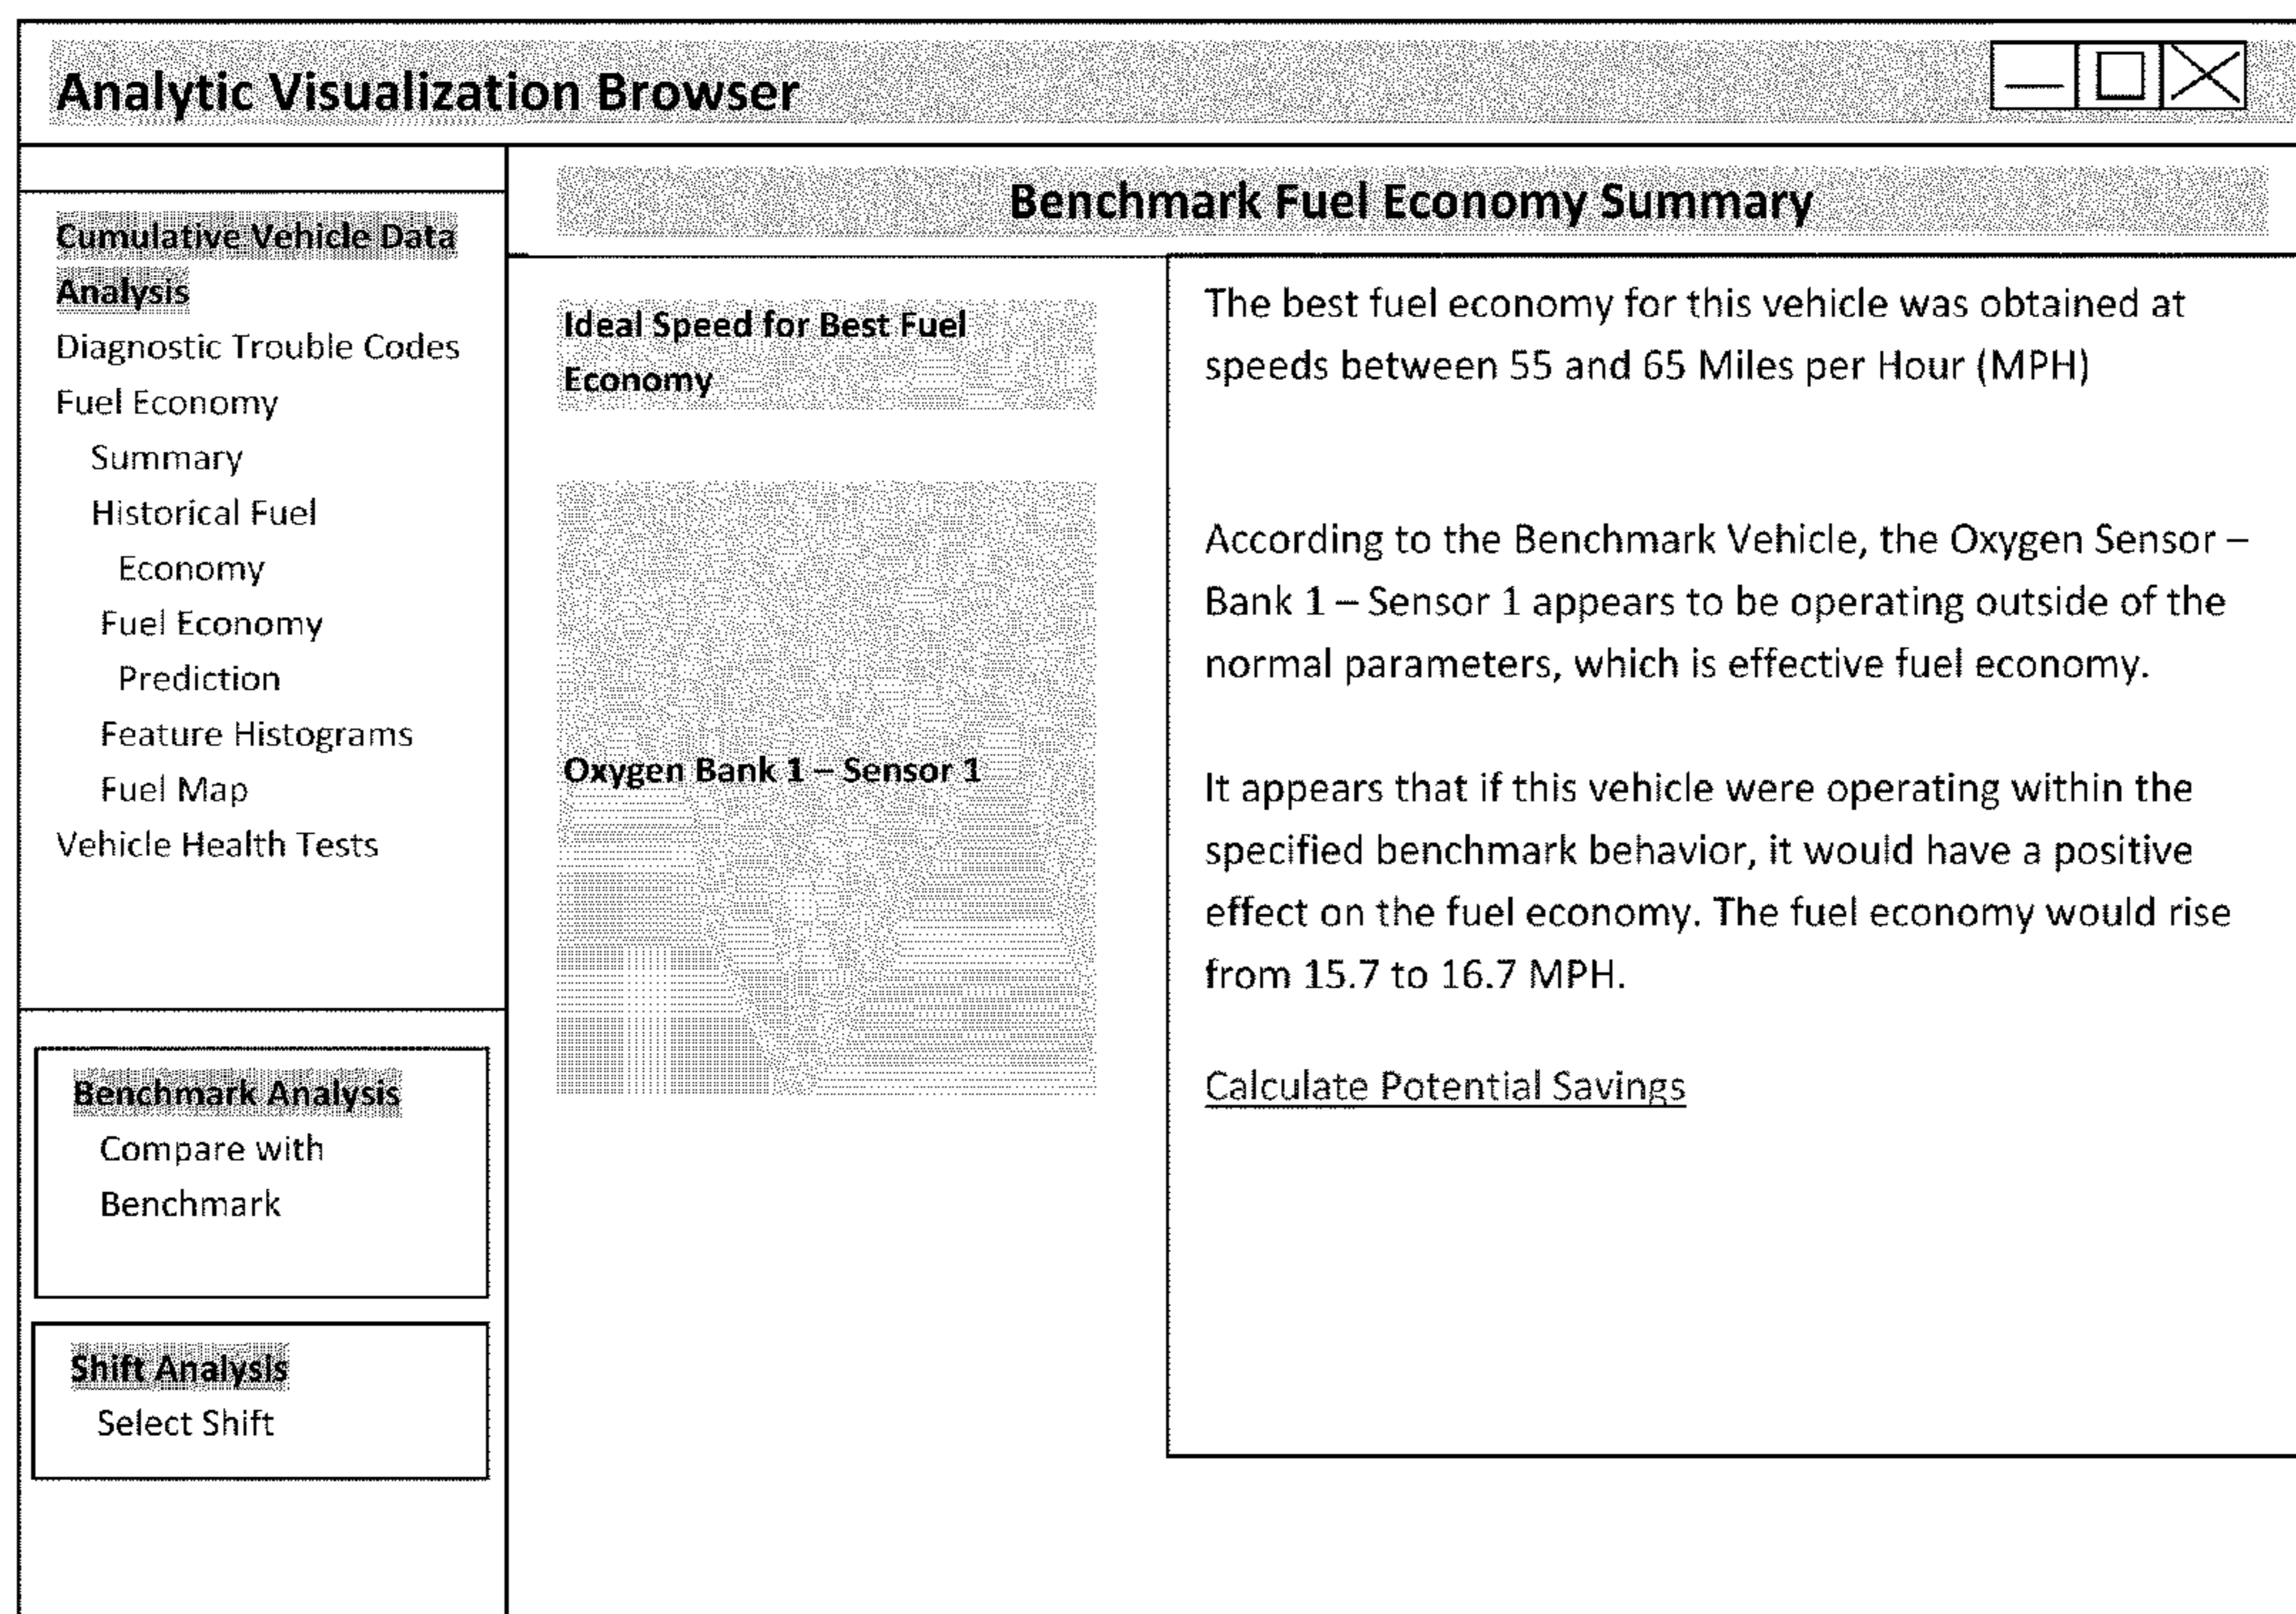 Analytic Visualization Browser
Cumulative Vehicle Data
Analysis
Diagnostic Trouble Codes
Fuel Economy
Summary
Historical Fuel
Economy
Fuel Economy
Prediction
Feature Histograms
Fuel Map
Vehicle Health Tests
Benchmark Analysis
Compare with
Benchmark
Shift Analysis
Select Shift
Benchmark Fuel Economy Summary
Ideal Speed for Best Fuel
Economy
The best fuel economy for this vehicle was obtained at
speeds between 55 and 65 Miles per Hour (MPH)
Oxygen Bank 1 – Sensor 1
According to the Benchmark Vehicle, the Oxygen Sensor –
Bank 1 – Sensor 1 appears to be operating outside of the
normal parameters, which is effective fuel economy.
It appears that if this vehicle were operating within the
specified benchmark behavior, it would have a positive
effect on the fuel economy. The fuel economy would rise
from 15.7 to 16.7 MPH.
Calculate Potential Savings